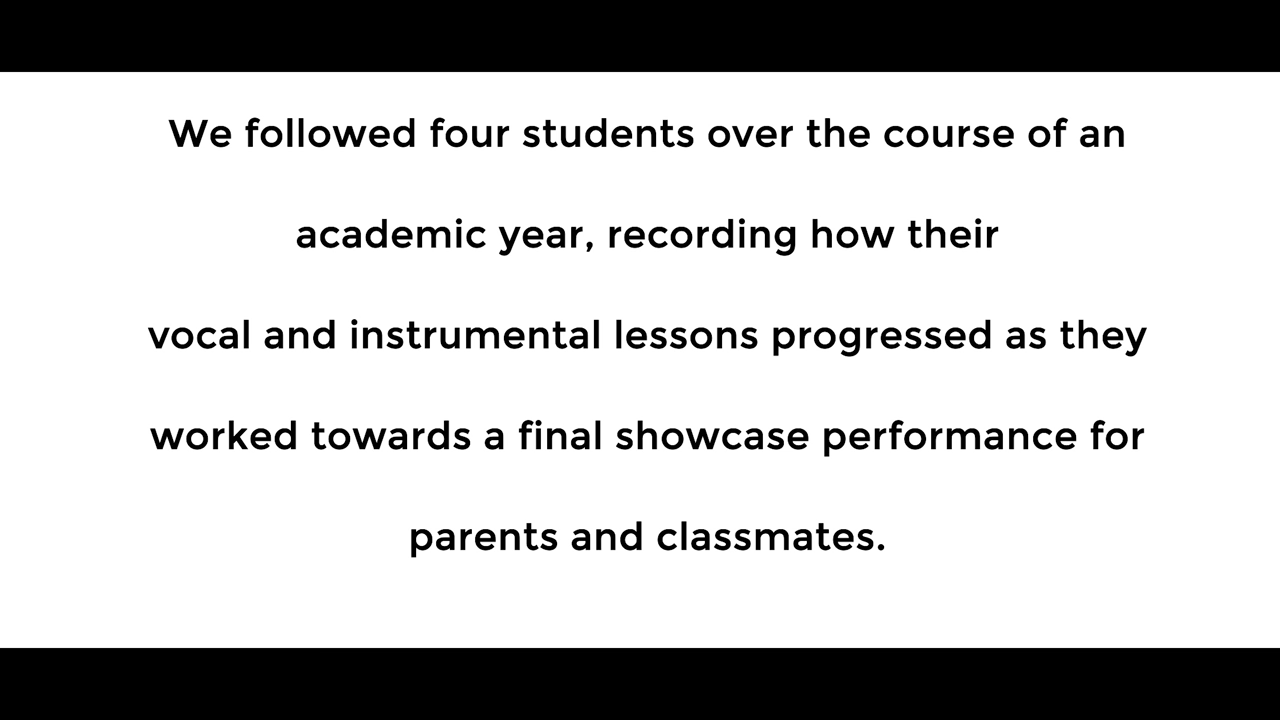 We followed four students over the course of an
academic year, recording how their
vocal and instrumental lessons progressed as they
worked towards a final showcase performance for
parents and classmates.